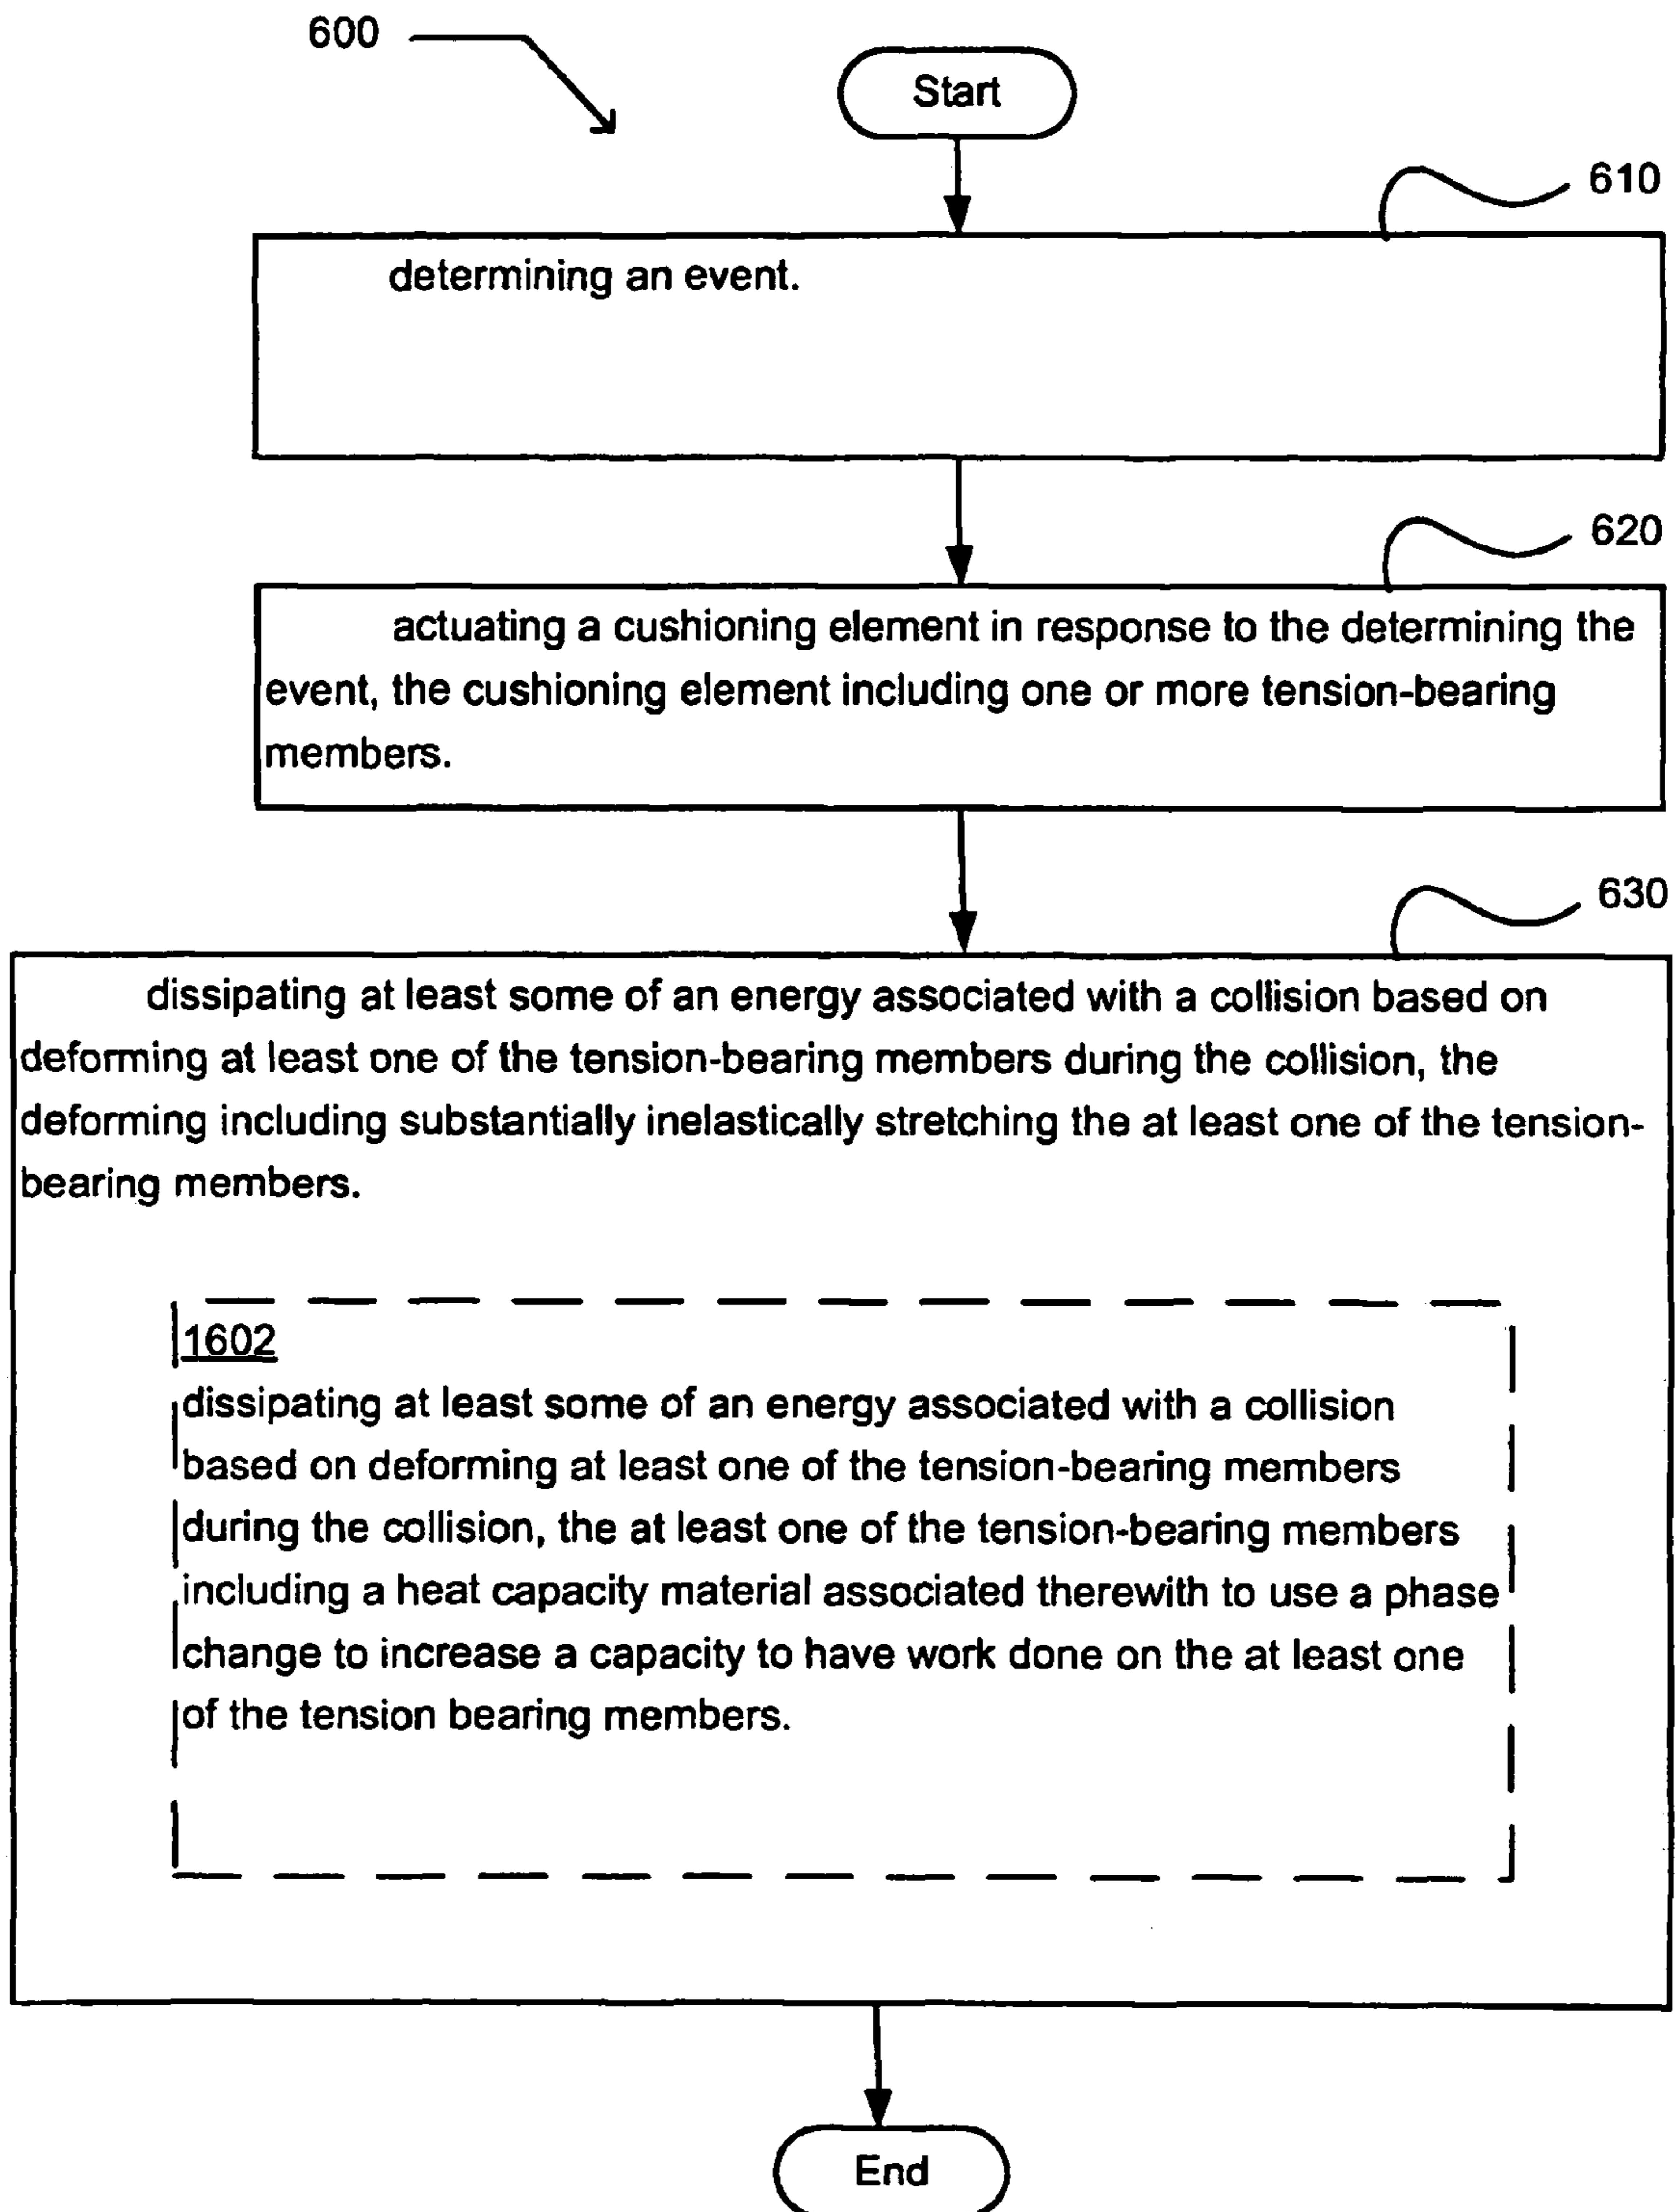 600
Start
610
determining an event.
620
actuating a cushioning element in response to the determining the
event, the cushioning element including one or more tension-bearing
members.
630
dissipating at least some of an energy associated with a collision based on
deforming at least one of the tension-bearing members during the collision, the
deforming including substantially inelastically stretching the at least one of the tension-
bearing members.
1602
dissipating at least some of an energy associated with a collision
based on deforming at least one of the tension-bearing members
during the collision, the at least one of the tension-bearing members
including a heat capacity material associated therewith to use a phase
change to increase a capacity to have work done on the at least one
of the tension bearing members.
End